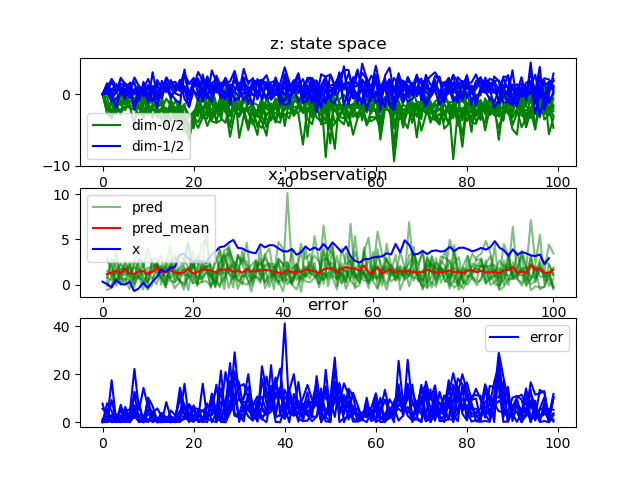 z: state space
0
-10
dim-0/2
dim-1/2
0 20 40 60 80 100
x: observation
10
5
0
pred
pred_mean
x
0 20 40 60 80 100
error
40
20
0
error
0 20 40 60 80 100